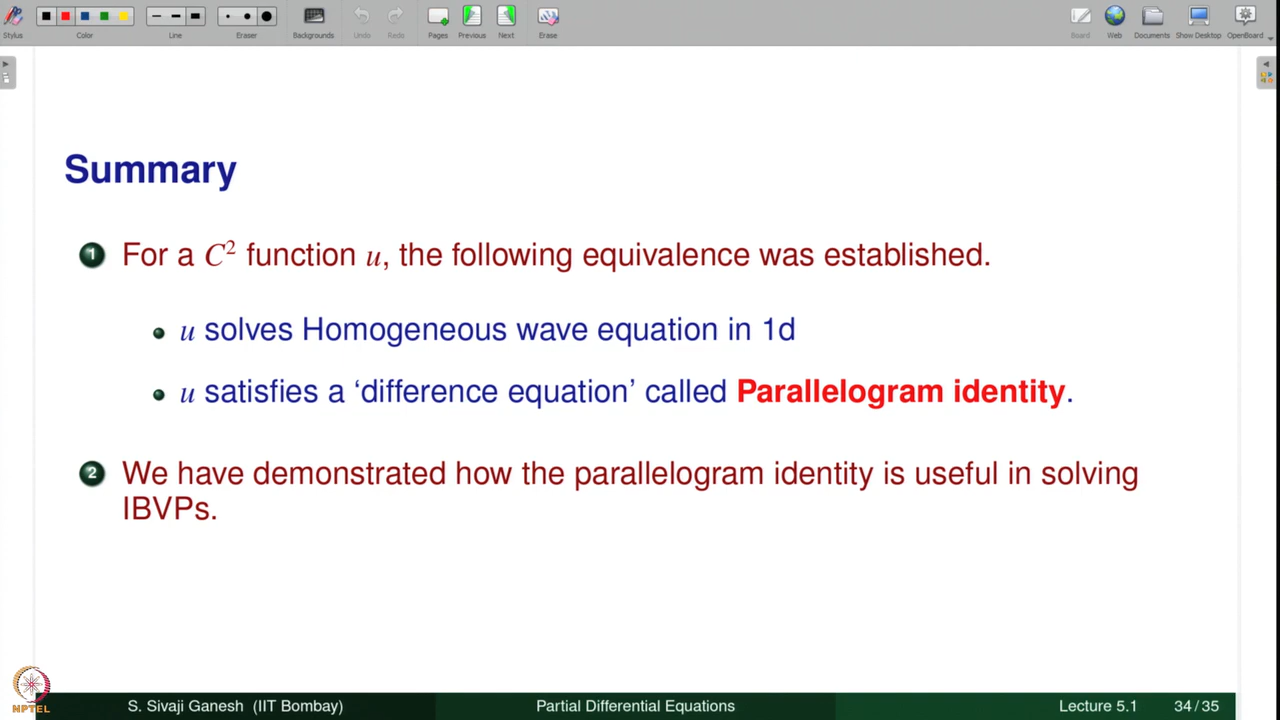 Stylus
Color
Line
Eraser
Backgrounds
Undo
Redo
Pages
Previous
Next
Erase
Board
Web
Documents
Show Desktop
OpenBoard
Summary
1 For a C² function u, the following equivalence was established.
u solves Homogeneous wave equation in 1d
u satisfies a ‘difference equation’ called Parallelogram identity.
2 We have demonstrated how the parallelogram identity is useful in solving
IBVPs.
NPTEL
S. Sivaji Ganesh (IIT Bombay) Partial Differential Equations Lecture 5.1 34/35